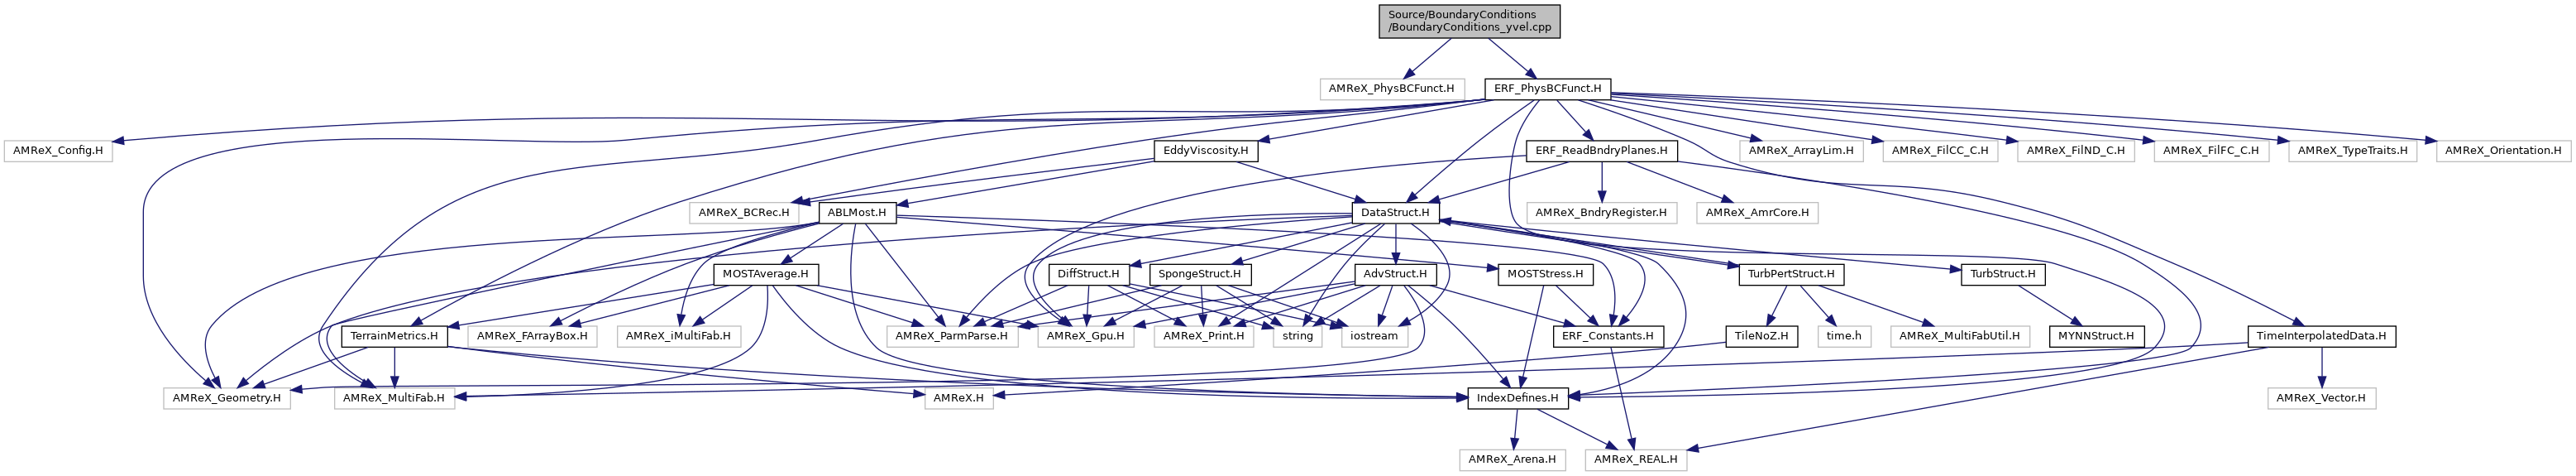 Source/BoundaryConditions
/BoundaryConditions_yvel.cpp
AMReX_PhysBCFunct.H
ERF_PhysBCFunct.H
AMReX_Config.H
EddyViscosity.H
ERF_ReadBndryPlanes.H
AMReX_ArrayLim.H
AMReX_FilCC_C.H
AMReX_FilND_C.H
AMReX_FilFC_C.H
AMReX_TypeTraits.H
AMReX_Orientation.H
AMReX_BCRec.H
ABLMost.H
DataStruct.H
AMReX_BndryRegister.H
AMReX_AmrCore.H
MOSTAverage.H
DiffStruct.H
SpongeStruct.H
AdvStruct.H
MOSTStress.H
TurbPertStruct.H
TurbStruct.H
TerrainMetrics.H
AMReX_FArrayBox.H
AMReX_iMultiFab.H
AMReX_ParmParse.H
AMReX_Gpu.H
AMReX_Print.H
string
iostream
ERF_Constants.H
TileNoZ.H
time.h
AMReX_MultiFabUtil.H
MYNNStruct.H
TimeInterpolatedData.H
AMReX_Geometry.H
AMReX_MultiFab.H
AMReX.H
IndexDefines.H
AMReX_Vector.H
AMReX_Arena.H
AMReX_REAL.H